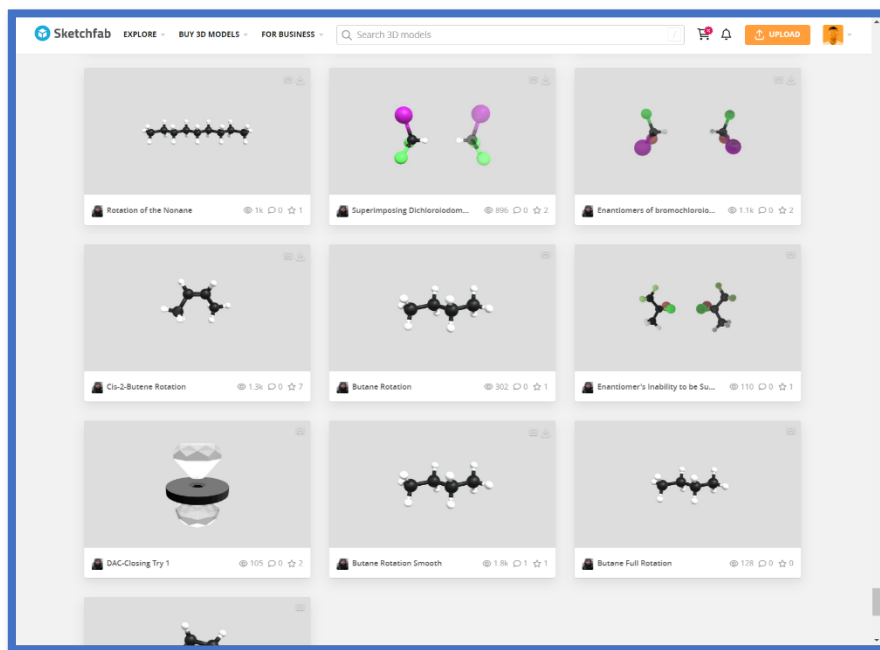 Sketchfab EXPLORE BUY 3D MODELS FOR BUSINESS Search 3D models / UPLOAD
Rotation of the Nonane 1k 0 1
Superimposing Dichloroiodom... 896 0 2
Enantiomers of bromochloroio... 1.1k 0 2
Cis-2-Butene Rotation 1.3k 0 7
Butane Rotation 302 0 1
Enantiomer's Inability to be Su... 110 0 1
DAC-Closing Try 1 105 0 2
Butane Rotation Smooth 1.8k 1 1
Butane Full Rotation 128 0 0